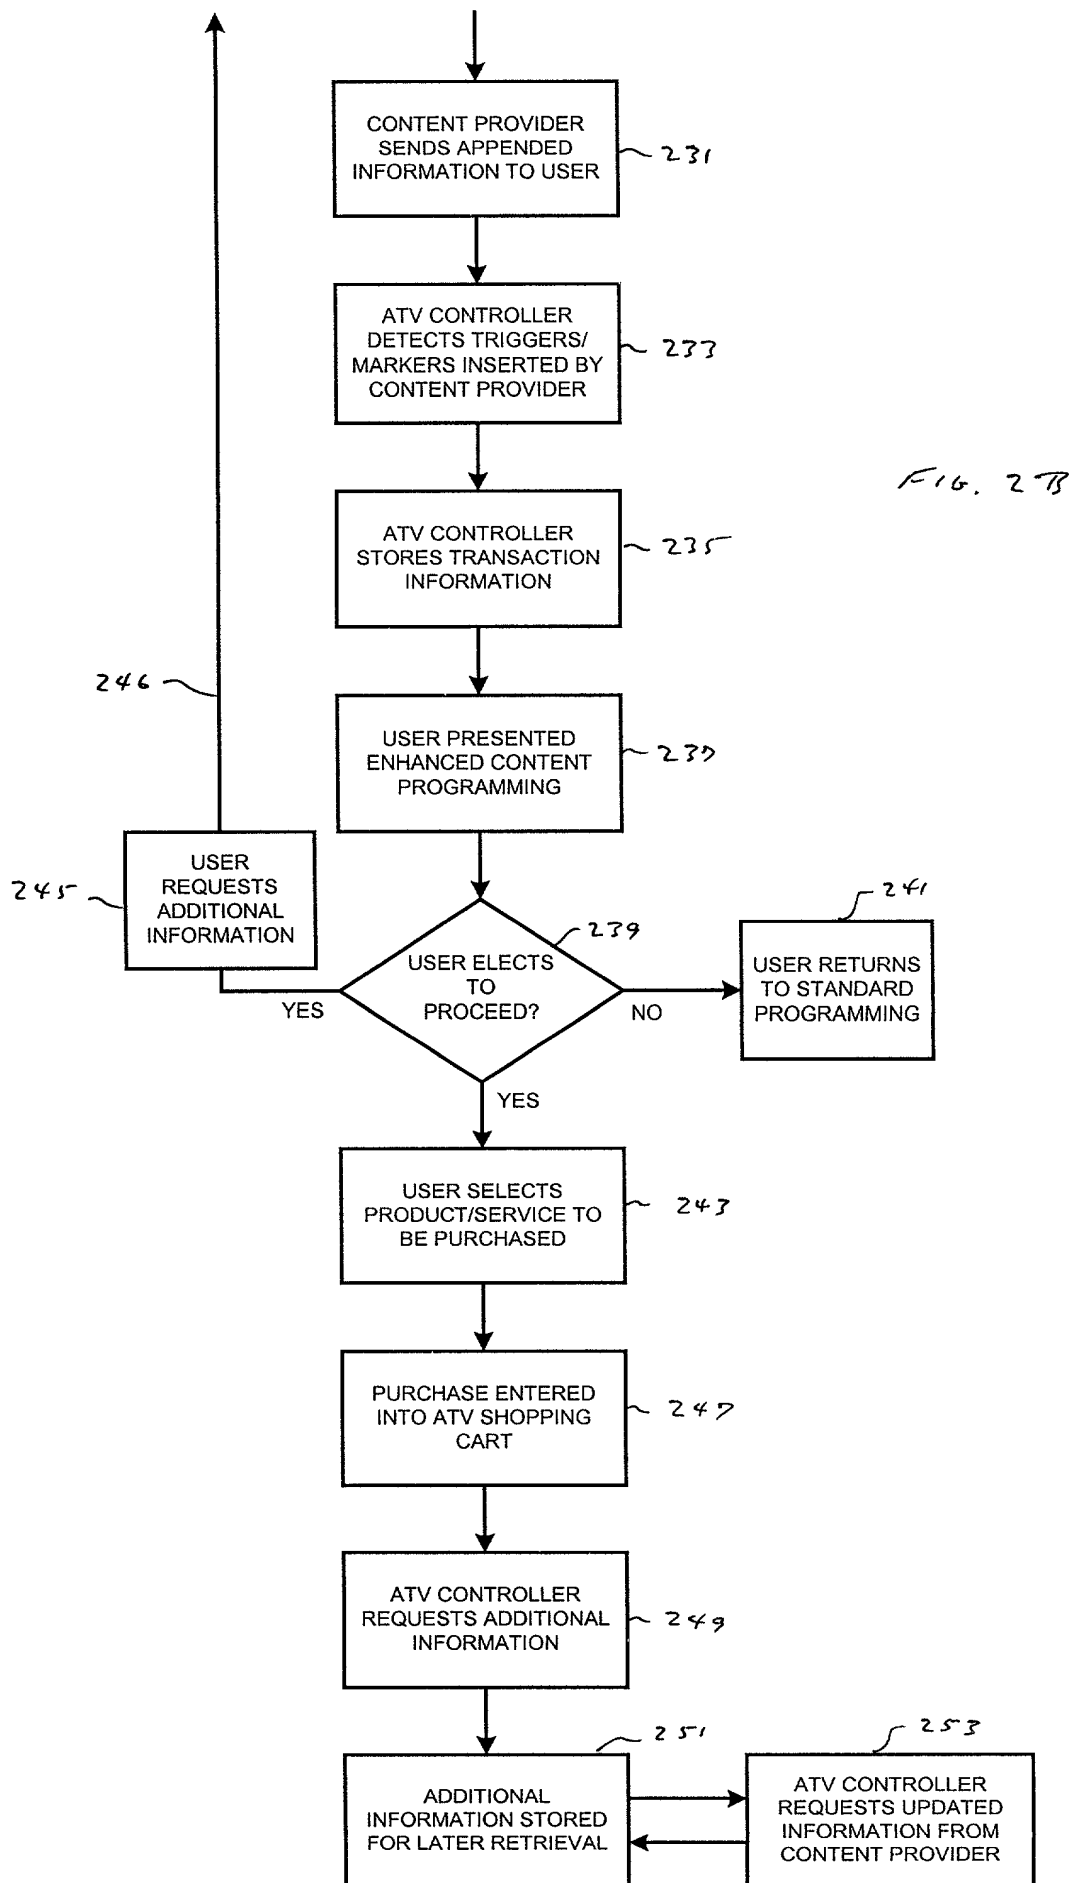 CONTENT PROVIDER
SENDS APPENDED
INFORMATION TO USER
231
ATV CONTROLLER
DETECTS TRIGGERS/
MARKERS INSERTED BY
CONTENT PROVIDER
233
FIG. 2B
ATV CONTROLLER
STORES TRANSACTION
INFORMATION
235
246
USER PRESENTED
ENHANCED CONTENT
PROGRAMMING
237
USER
REQUESTS
ADDITIONAL
INFORMATION
245
239
USER ELECTS
TO
PROCEED?
YES
NO
241
USER RETURNS
TO STANDARD
PROGRAMMING
YES
USER SELECTS
PRODUCT/SERVICE TO
BE PURCHASED
243
PURCHASE ENTERED
INTO ATV SHOPPING
CART
247
ATV CONTROLLER
REQUESTS ADDITIONAL
INFORMATION
249
251
ADDITIONAL
INFORMATION STORED
FOR LATER RETRIEVAL
253
ATV CONTROLLER
REQUESTS UPDATED
INFORMATION FROM
CONTENT PROVIDER